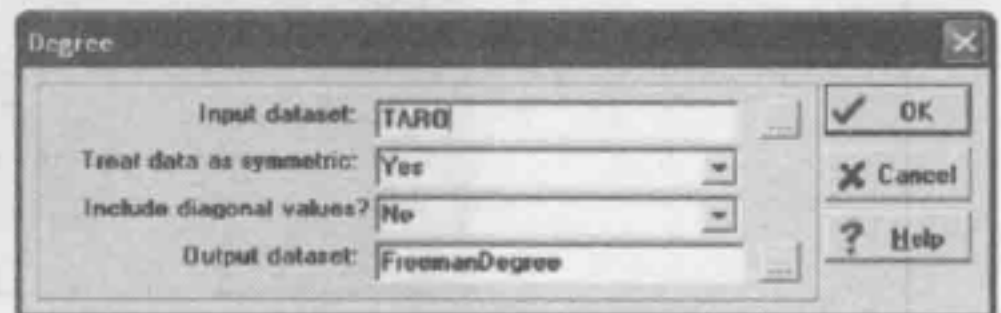 Degree
Input dataset: TARO
Treat data as symmetric: Yes
Include diagonal values? No
Output dataset: FreemanDegree
OK
Cancel
Help